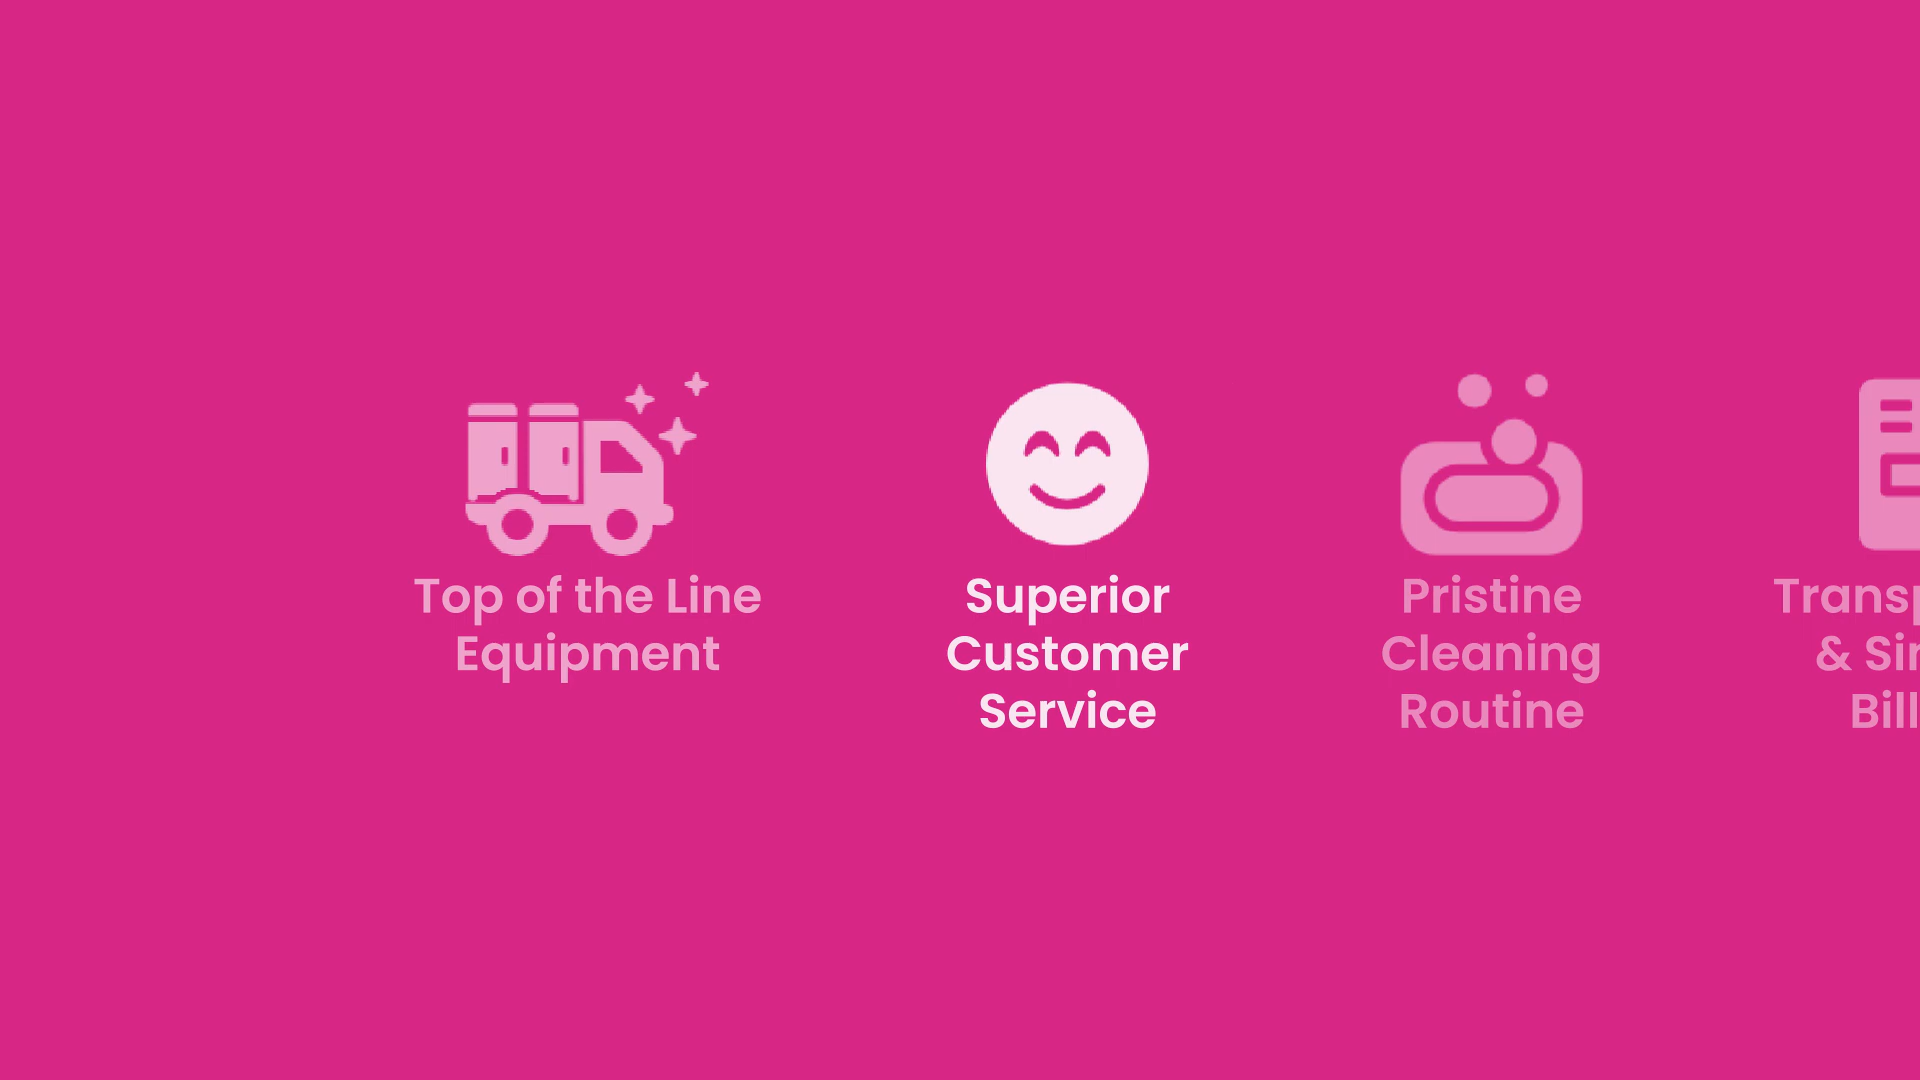 Top of the Line
Equipment
Superior
Customer
Service
Pristine
Cleaning
Routine
&